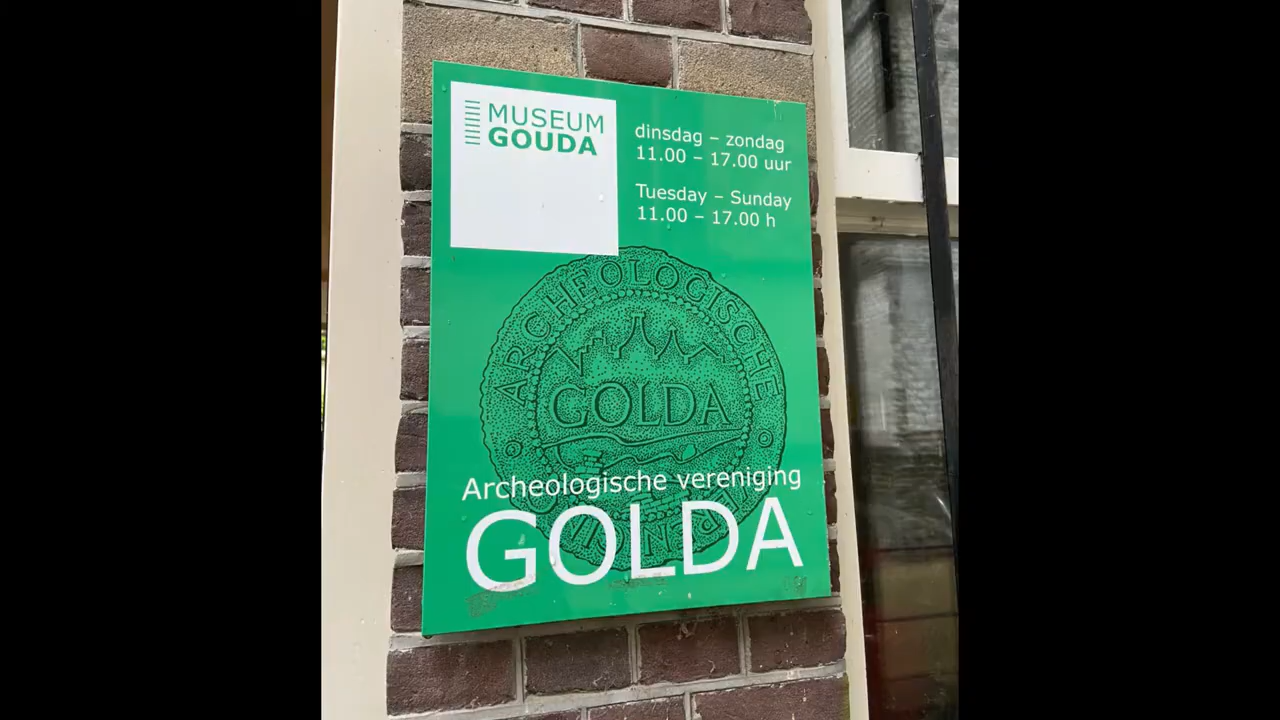 MUSEUM
GOUDA
dinsdag – zondag
11.00 – 17.00 uur
Tuesday – Sunday
11.00 – 17.00 h
ARCHEOLOGISCHE
GOLDA
Archeologische vereniging
GOLDA